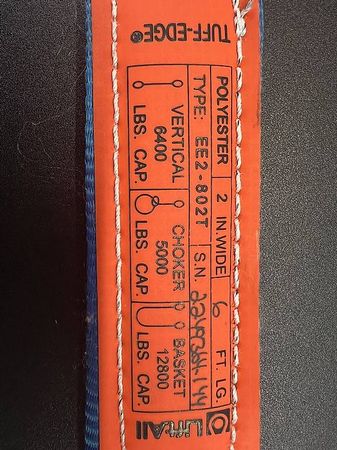 TUFF-EDGE®
LIFTALL
POLYESTER 2 IN.WIDE 6 FT. LG.
TYPE: EE2-802T S.N.
VERTICAL CHOKER BASKET
6400 5000 12800
LBS. CAP. LBS. CAP. LBS. CAP.